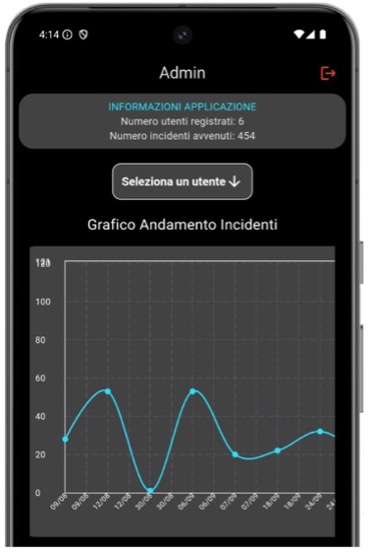 4:14
Admin
INFORMAZIONI APPLICAZIONE
Numero utenti registrati: 6
Numero incidenti avvenuti: 454
Seleziona un utente
Grafico Andamento Incidenti
120
100
80
60
40
20
0
09/08 09/08 12/08 12/08 30/08 30/08 06/09 06/09 07/09 07/09 18/09 18/09 24/09 24